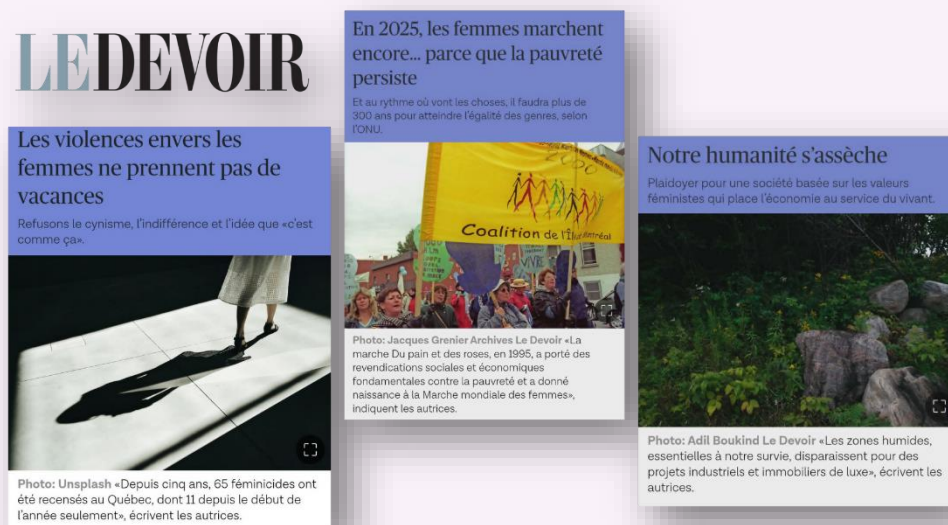 LE DEVOIR
Les violences envers les
femmes ne prennent pas de
vacances
Refusons le cynisme, l'indifférence et l'idée que «c'est
comme ça».
Photo: Unsplash «Depuis cinq ans, 65 féminicides ont
été recensés au Québec, dont 11 depuis le début de
l'année seulement», écrivent les autrices.
En 2025, les femmes marchent
encore... parce que la pauvreté
persiste
Et au rythme où vont les choses, il faudra plus de
300 ans pour atteindre l'égalité des genres, selon
l'ONU.
2000
Coalition de l'Île Montréal
VIVRE
Photo: Jacques Grenier Archives Le Devoir «La
marche Du pain et des roses, en 1995, a porté des
revendications sociales et économiques
fondamentales contre la pauvreté et a donné
naissance à la Marche mondiale des femmes»,
indiquent les autrices.
Notre humanité s'assèche
Plaidoyer pour une société basée sur les valeurs
féministes qui place l'économie au service du vivant.
Photo: Adil Boukind Le Devoir «Les zones humides,
essentielles à notre survie, disparaissent pour des
projets industriels et immobiliers de luxe», écrivent les
autrices.